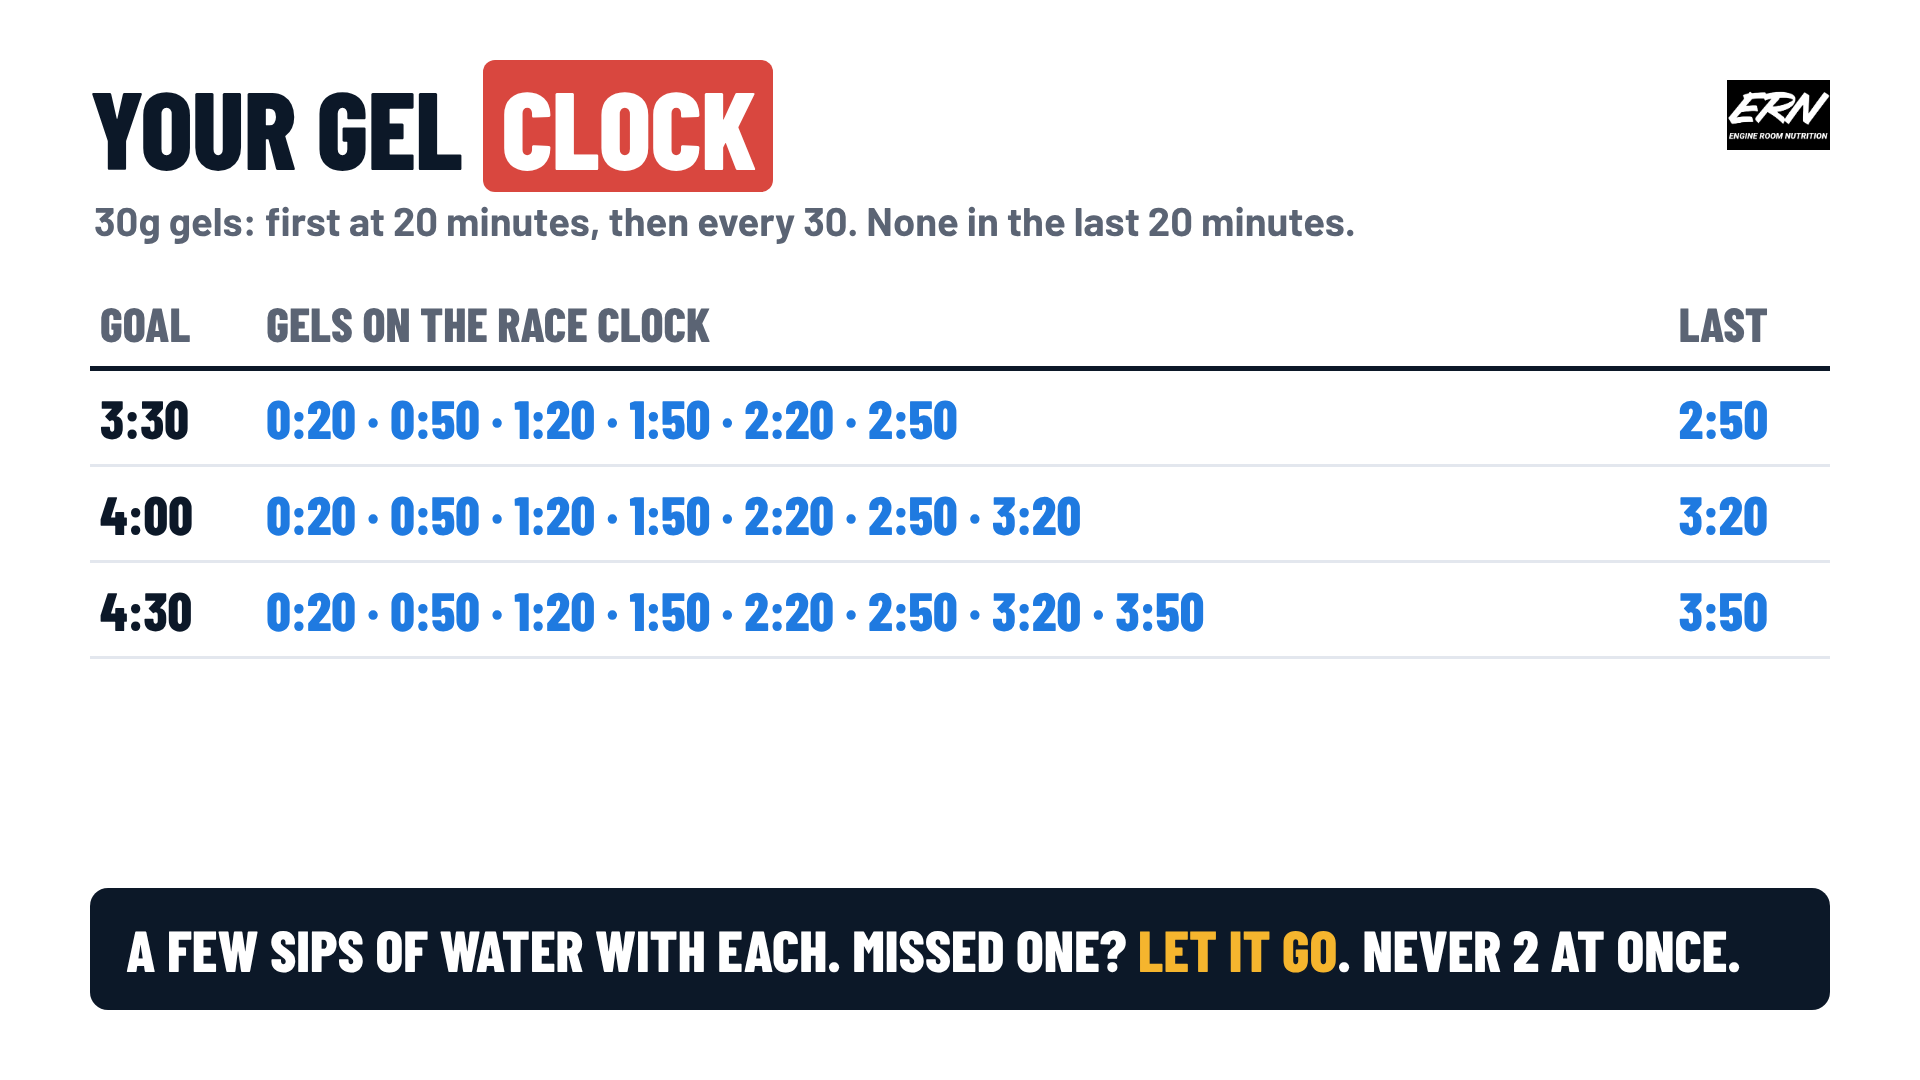 YOUR GEL CLOCK
ERN
ENGINE ROOM NUTRITION
30g gels: first at 20 minutes, then every 30. None in the last 20 minutes.
GOAL GELS ON THE RACE CLOCK LAST
3:30 0:20 · 0:50 · 1:20 · 1:50 · 2:20 · 2:50 2:50
4:00 0:20 · 0:50 · 1:20 · 1:50 · 2:20 · 2:50 · 3:20 3:20
4:30 0:20 · 0:50 · 1:20 · 1:50 · 2:20 · 2:50 · 3:20 · 3:50 3:50
A FEW SIPS OF WATER WITH EACH. MISSED ONE? LET IT GO. NEVER 2 AT ONCE.